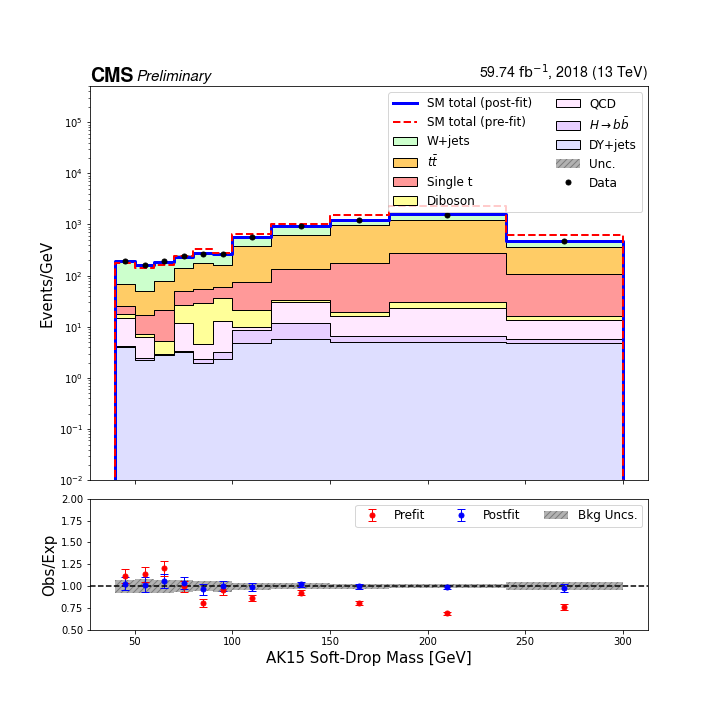 CMS Preliminary
59.74 fb⁻¹, 2018 (13 TeV)
Events/GeV
10⁵
10⁴
10³
10²
10¹
10⁰
10⁻¹
10⁻²
SM total (post-fit)
SM total (pre-fit)
W+jets
tt̄
Single t
Diboson
QCD
H→bb̄
DY+jets
Unc.
Data
Obs/Exp
2.00
1.75
1.50
1.25
1.00
0.75
0.50
Prefit
Postfit
Bkg Uncs.
50
100
150
200
250
300
AK15 Soft-Drop Mass [GeV]